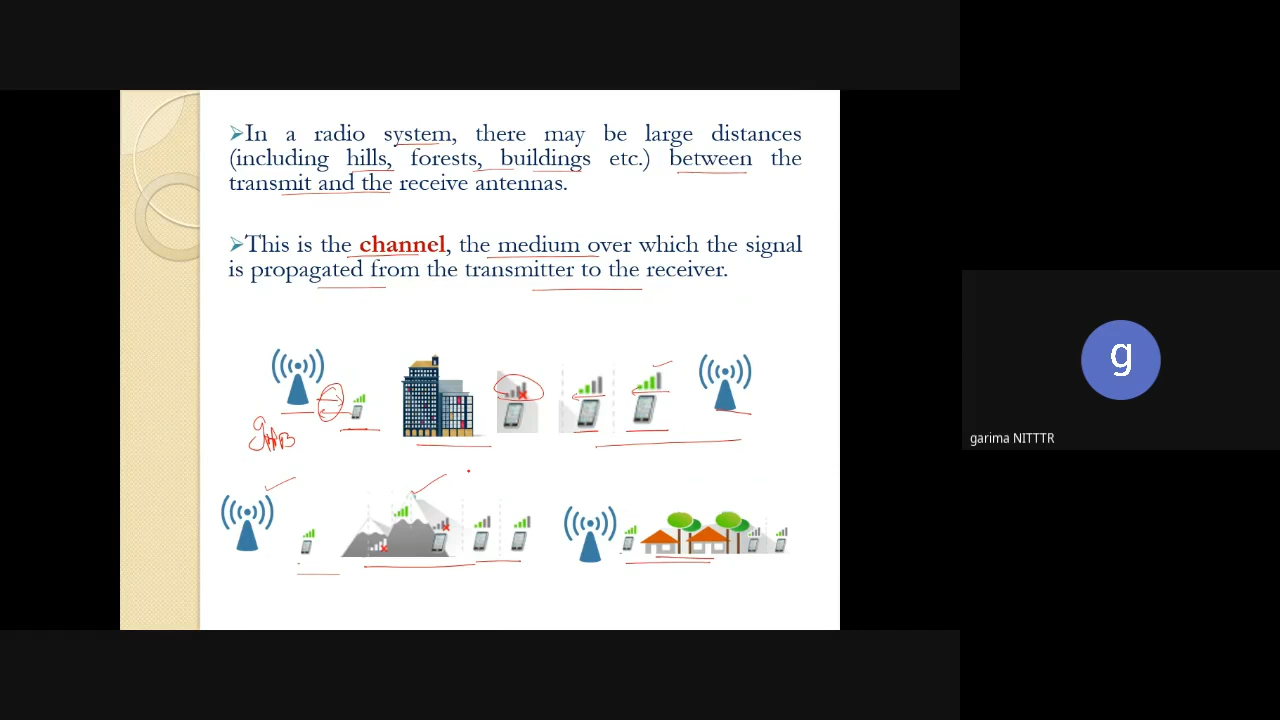 ➢In a radio system, there may be large distances
(including hills, forests, buildings etc.) between the
transmit and the receive antennas.
➢This is the channel, the medium over which the signal
is propagated from the transmitter to the receiver.
g
garima NITTTR